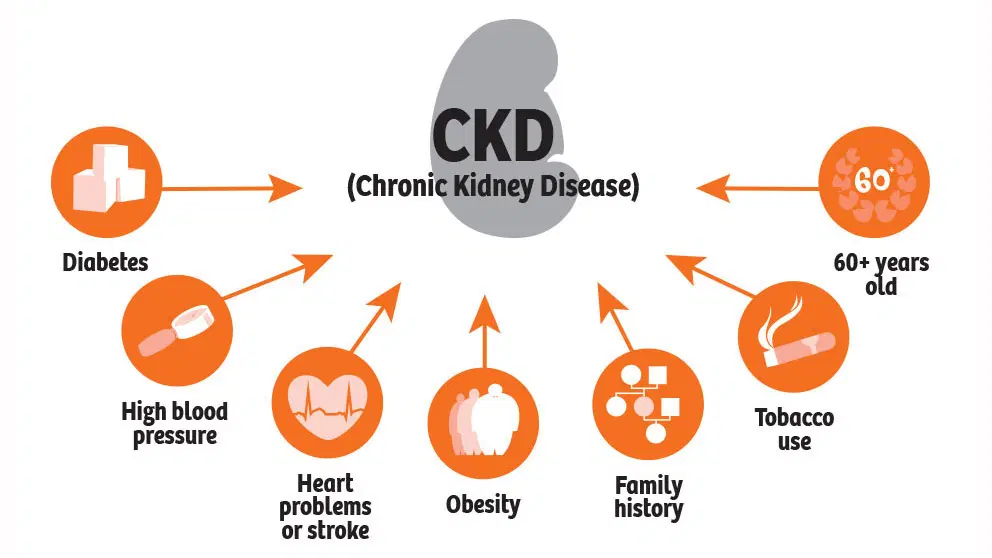 CKD
(Chronic Kidney Disease)
Diabetes
High blood
pressure
Heart
problems
or stroke
Obesity
Family
history
Tobacco
use
60+
60+ years
old